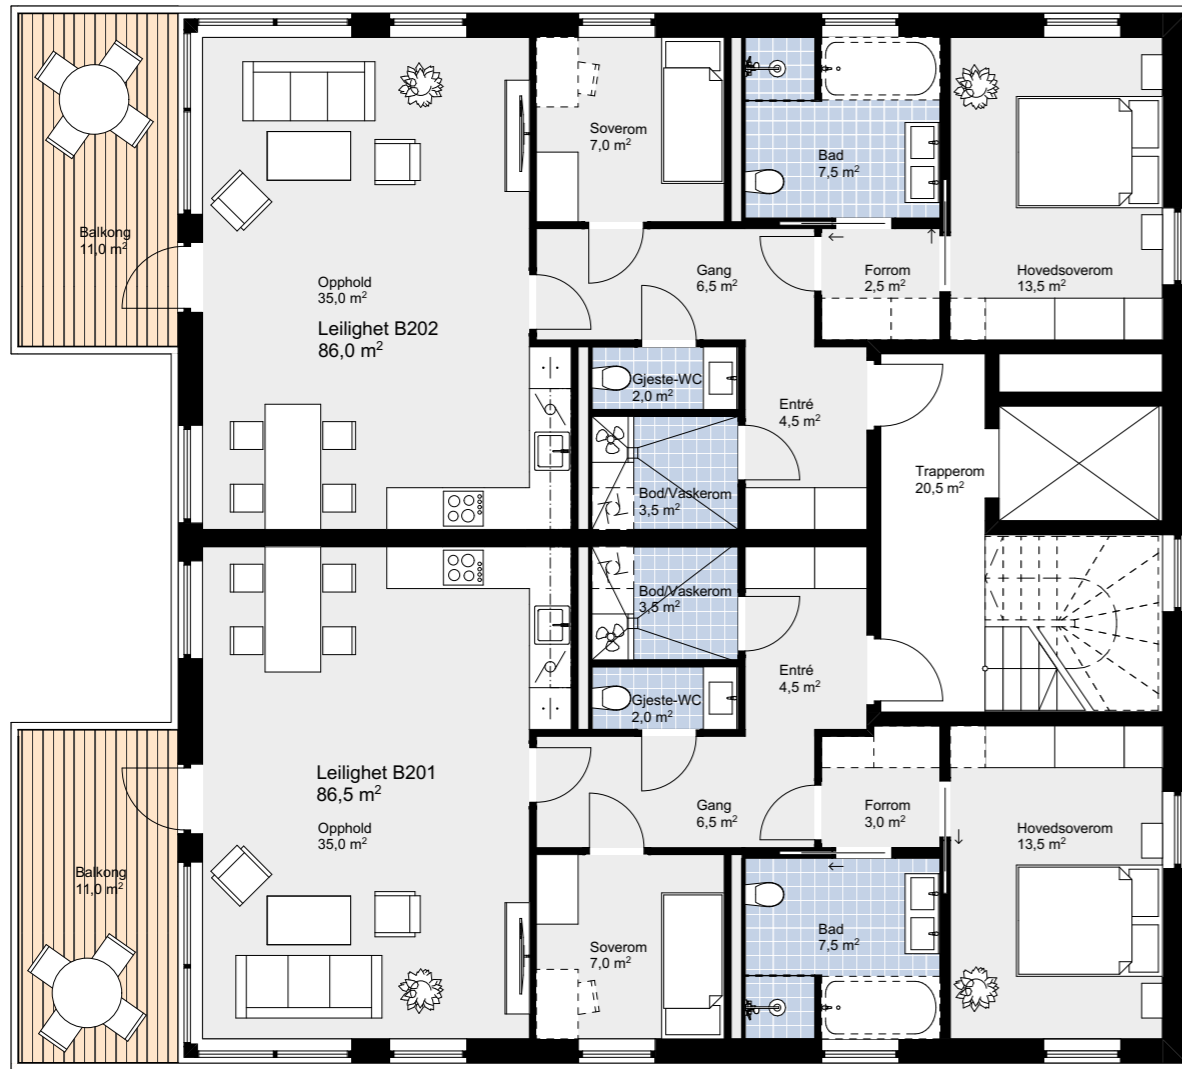 Soverom
7,0 m²
Bad
7,5 m²
Balkong
11,0 m²
Opphold
35,0 m²
Leilighet B202
86,0 m²
Gang
6,5 m²
Forrom
2,5 m²
Hovedsoverom
13,5 m²
Gjeste-WC
2,0 m²
Entré
4,5 m²
Bod/Vaskerom
3,5 m²
Trapperom
20,5 m²
Bod/Vaskerom
3,5 m²
Entré
4,5 m²
Gjeste-WC
2,0 m²
Leilighet B201
86,5 m²
Opphold
35,0 m²
Gang
6,5 m²
Forrom
3,0 m²
Hovedsoverom
13,5 m²
Balkong
11,0 m²
Soverom
7,0 m²
Bad
7,5 m²